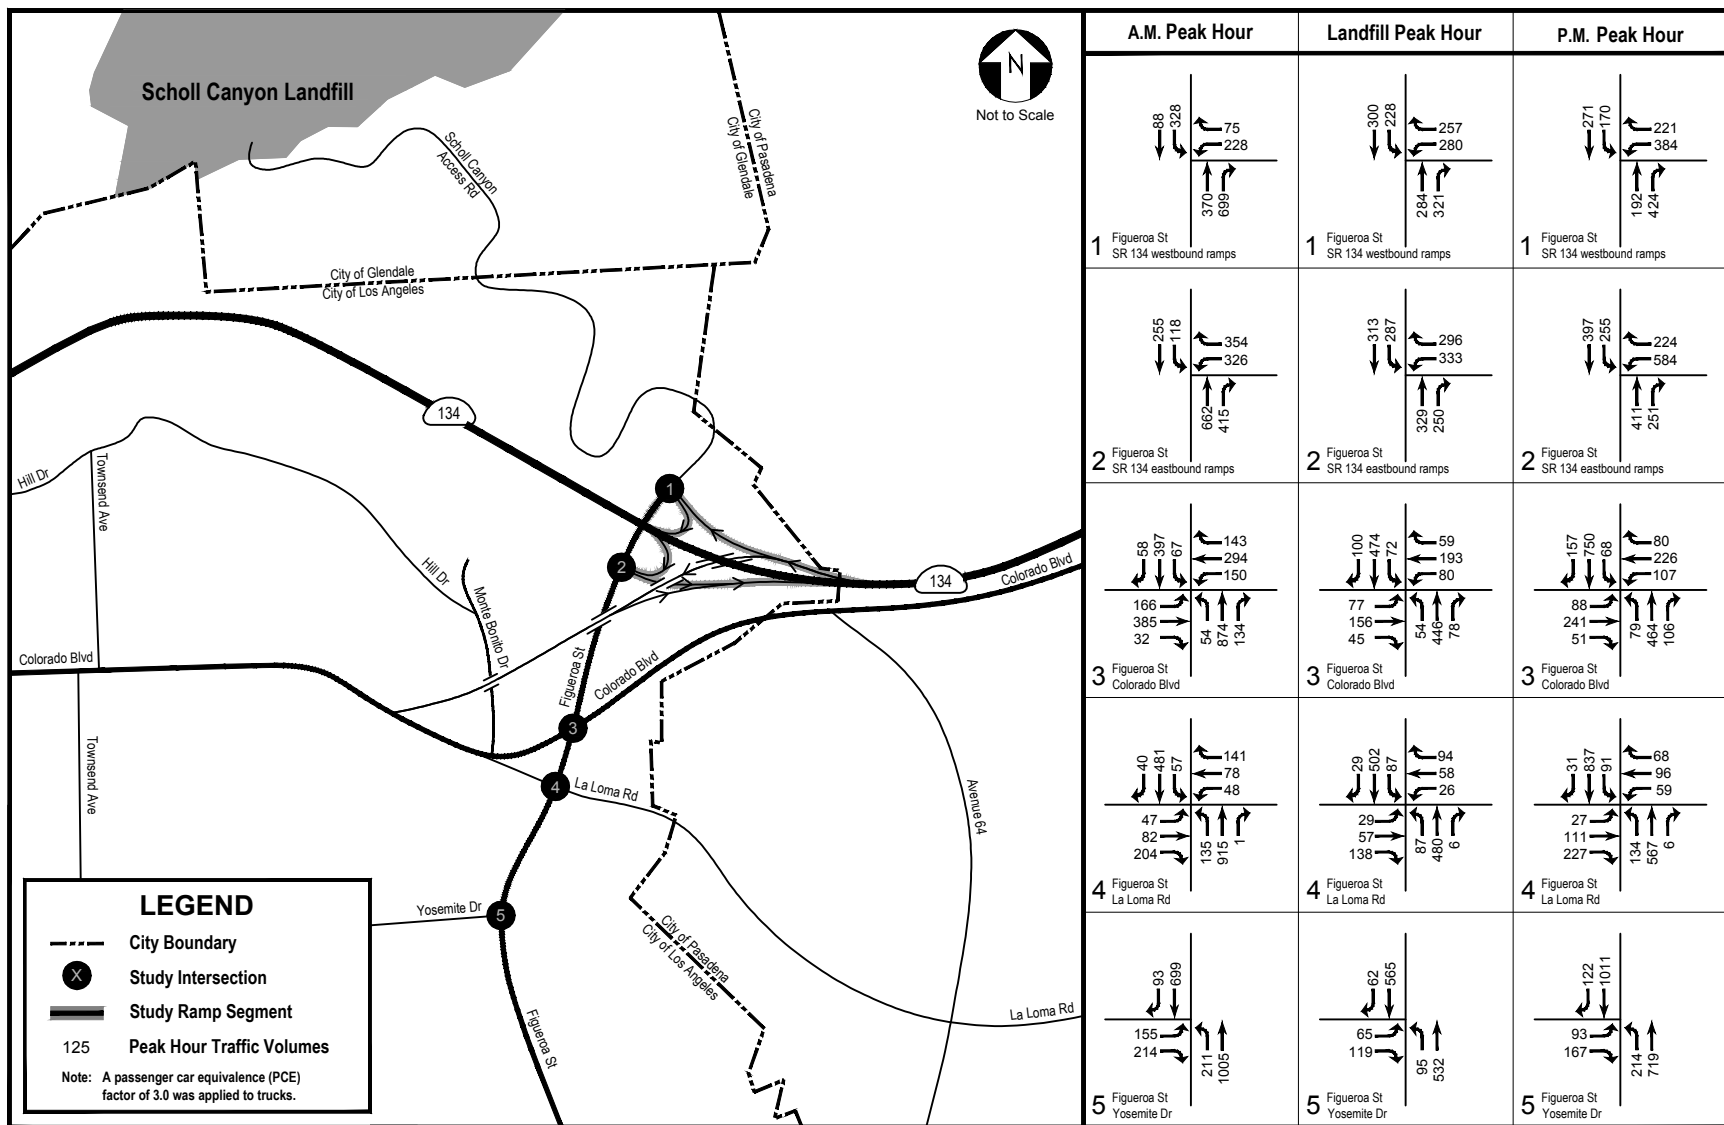 Scholl Canyon Landfill
N
Not to Scale
City of Pasadena
City of Glendale
Scholl Canyon
Access Rd
City of Glendale
City of Los Angeles
134
Hill Dr
Townsend Ave
Hill Dr
Monte Bonito Dr
1
2
134
Colorado Blvd
Colorado Blvd
Figueroa St
Colorado Blvd
3
4
La Loma Rd
Townsend Ave
Avenue 64
Yosemite Dr
5
City of Pasadena
City of Los Angeles
Figueroa St
La Loma Rd
LEGEND
City Boundary
X Study Intersection
Study Ramp Segment
125 Peak Hour Traffic Volumes
Note: A passenger car equivalence (PCE)
factor of 3.0 was applied to trucks.
A.M. Peak Hour
Landfill Peak Hour
P.M. Peak Hour
88 328
75
228
370 699
1 Figueroa St
SR 134 westbound ramps
300 228
257
280
284 321
1 Figueroa St
SR 134 westbound ramps
271 170
221
384
192 424
1 Figueroa St
SR 134 westbound ramps
255 118
354
326
662 415
2 Figueroa St
SR 134 eastbound ramps
313 287
296
333
329 250
2 Figueroa St
SR 134 eastbound ramps
397 255
224
584
411 251
2 Figueroa St
SR 134 eastbound ramps
58 397 67
143
294
150
166
385
32
54 874 134
3 Figueroa St
Colorado Blvd
100 474 72
59
193
80
77
156
45
54 446 78
3 Figueroa St
Colorado Blvd
157 750 68
80
226
107
88
241
51
79 464 106
3 Figueroa St
Colorado Blvd
40 481 57
141
78
48
47
82
204
135 915 1
4 Figueroa St
La Loma Rd
29 502 87
94
58
26
29
57
138
87 480 6
4 Figueroa St
La Loma Rd
31 837 91
68
96
59
27
111
227
134 567 6
4 Figueroa St
La Loma Rd
93 699
155
214
211 1005
5 Figueroa St
Yosemite Dr
62 565
65
119
95 532
5 Figueroa St
Yosemite Dr
122 1011
93
167
214 719
5 Figueroa St
Yosemite Dr